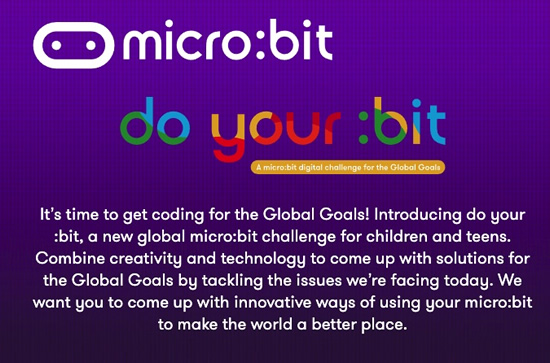 micro:bit
do your :bit
A micro:bit digital challenge for the Global Goals
It's time to get coding for the Global Goals! Introducing do your
:bit, a new global micro:bit challenge for children and teens.
Combine creativity and technology to come up with solutions for
the Global Goals by tackling the issues we're facing today. We
want you to come up with innovative ways of using your micro:bit
to make the world a better place.